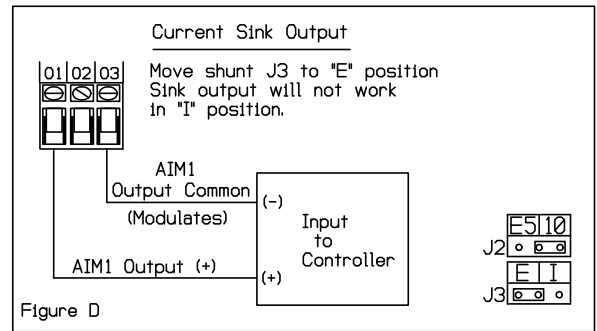 Current Sink Output
01 02 03
Move shunt J3 to "E" position
Sink output will not work
in "I" position.
AIM1
Output Common
(Modulates)
(-)
Input
to
Controller
AIM1 Output (+)
(+)
E5 10
J2
E I
J3
Figure D